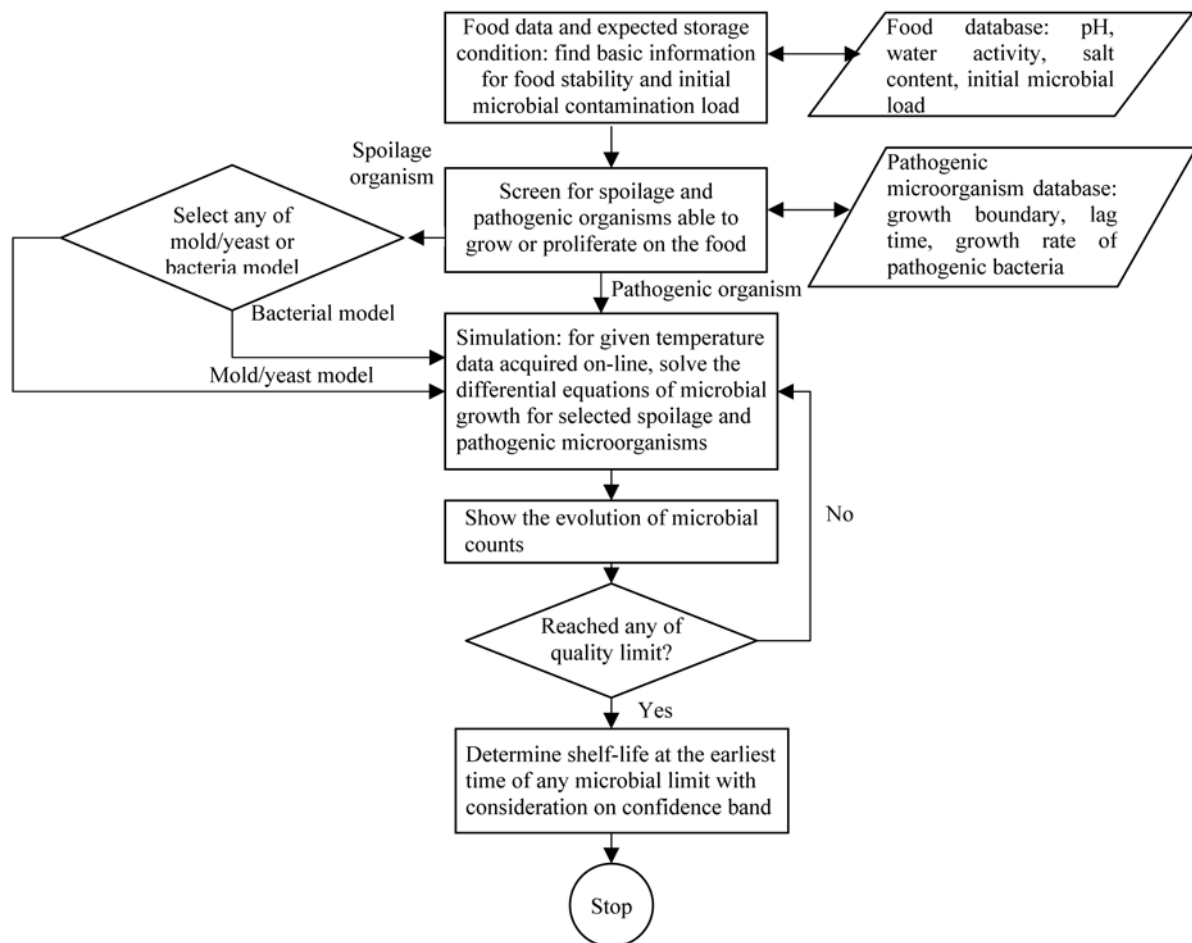 Food data and expected storage
condition: find basic information
for food stability and initial
microbial contamination load
Food database: pH,
water activity, salt
content, initial microbial
load
Spoilage
organism
Select any of
mold/yeast or
bacteria model
Screen for spoilage and
pathogenic organisms able to
grow or proliferate on the food
Pathogenic
microorganism database:
growth boundary, lag
time, growth rate of
pathogenic bacteria
Pathogenic organism
Bacterial model
Mold/yeast model
Simulation: for given temperature
data acquired on-line, solve the
differential equations of microbial
growth for selected spoilage and
pathogenic microorganisms
Show the evolution of microbial
counts
No
Reached any of
quality limit?
Yes
Determine shelf-life at the earliest
time of any microbial limit with
consideration on confidence band
Stop